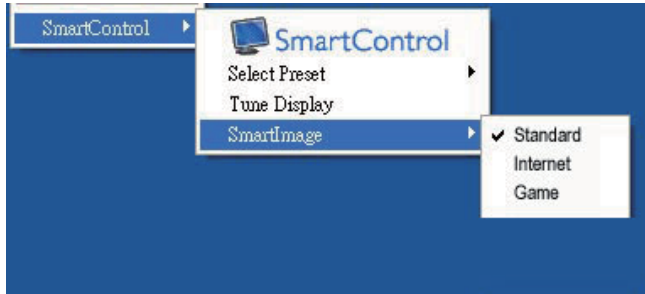 SmartControl
SmartControl
Select Preset
Tune Display
SmartImage
Standard
Internet
Game